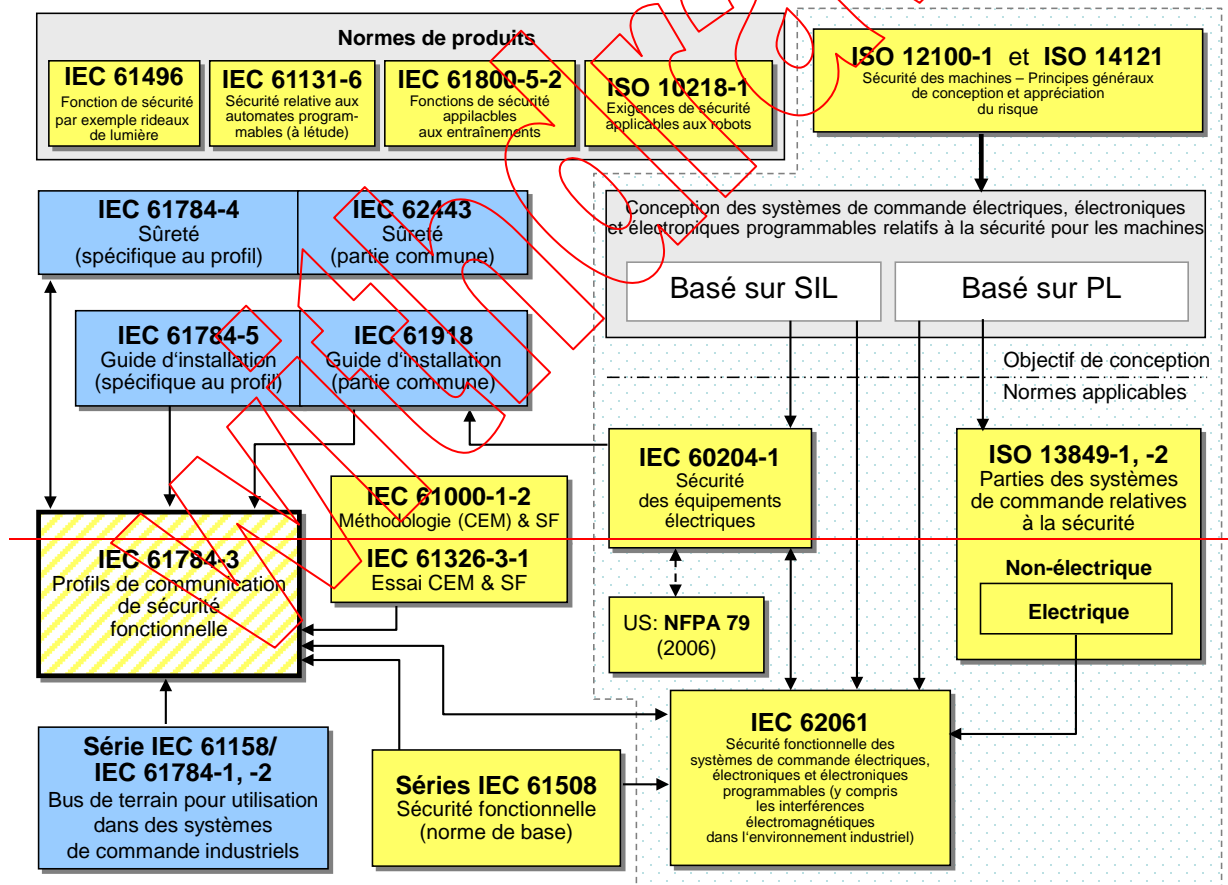 Normes de produits
IEC 61496
Fonction de sécurité
par exemple rideaux
de lumière
IEC 61131-6
Sécurité relative aux
automates program-
mables (à létude)
IEC 61800-5-2
Fonctions de sécurité
appilacbles
aux entraînements
ISO 10218-1
Exigences de sécurité
applicables aux robots
ISO 12100-1 et ISO 14121
Sécurité des machines – Principes généraux
de conception et appréciation
du risque
IEC 61784-4
Sûreté
(spécifique au profil)
IEC 62443
Sûreté
(partie commune)
Conception des systèmes de commande électriques, électroniques
et électroniques programmables relatifs à la sécurité pour les machines
Basé sur SIL
Basé sur PL
IEC 61784-5
Guide d‘installation
(spécifique au profil)
IEC 61918
Guide d‘installation
(partie commune)
Objectif de conception
Normes applicables
IEC 60204-1
Sécurité
des équipements
électriques
ISO 13849-1, -2
Parties des systèmes
de commande relatives
à la sécurité
Non-électrique
Electrique
IEC 61000-1-2
Méthodologie (CEM) & SF
IEC 61326-3-1
Essai CEM & SF
IEC 61784-3
Profils de communication
de sécurité
fonctionnelle
US: NFPA 79
(2006)
IEC 62061
Sécurité fonctionnelle des
systèmes de commande électriques,
électroniques et électroniques
programmables (y compris
les interférences
électromagnétiques
dans l‘environnement industriel)
Série IEC 61158/
IEC 61784-1, -2
Bus de terrain pour utilisation
dans des systèmes
de commande industriels
Séries IEC 61508
Sécurité fonctionnelle
(norme de base)